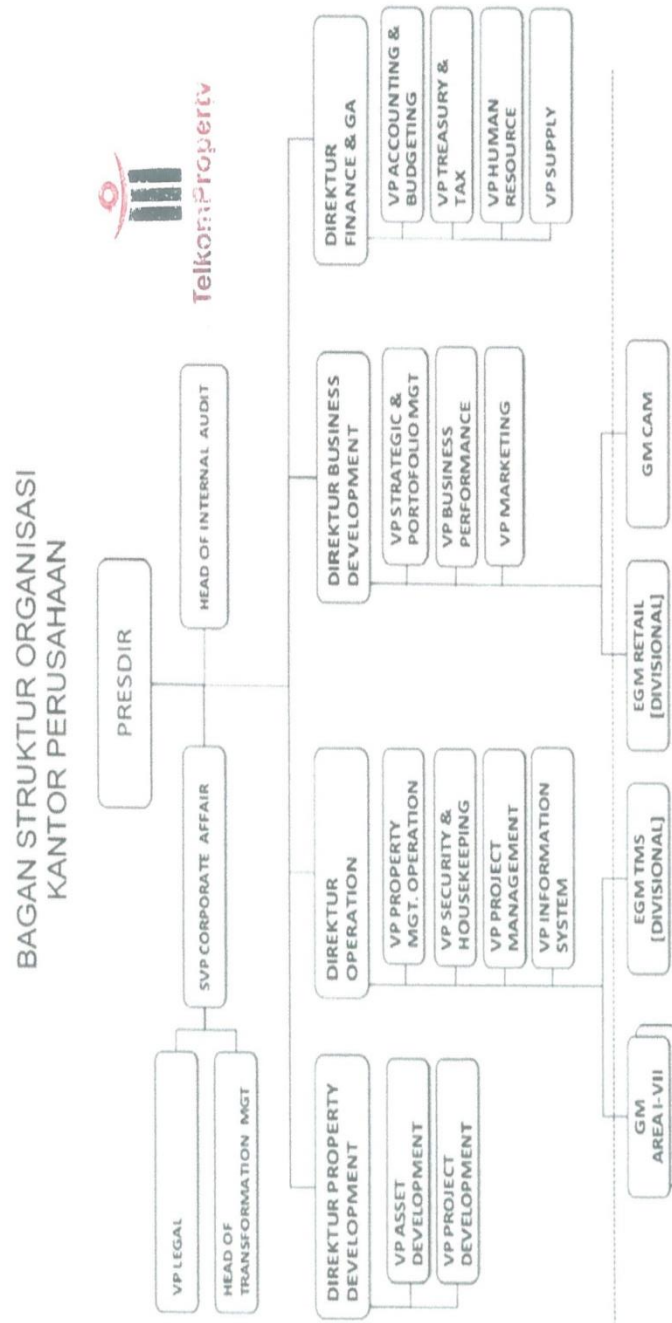 BAGAN STRUKTUR ORGANISASI
KANTOR PERUSAHAAN
TelkomProperty
PRESDIR
SVP CORPORATE AFFAIR
HEAD OF INTERNAL AUDIT
VP LEGAL
HEAD OF
TRANSFORMATION MGT
DIREKTUR PROPERTY
DEVELOPMENT
VP ASSET
DEVELOPMENT
VP PROJECT
DEVELOPMENT
DIREKTUR
OPERATION
VP PROPERTY
MGT. OPERATION
VP SECURITY &
HOUSEKEEPING
VP PROJECT
MANAGEMENT
VP INFORMATION
SYSTEM
DIREKTUR BUSINESS
DEVELOPMENT
VP STRATEGIC &
PORTOFOLIO MGT
VP BUSINESS
PERFORMANCE
VP MARKETING
DIREKTUR
FINANCE & GA
VP ACCOUNTING &
BUDGETING
VP TREASURY &
TAX
VP HUMAN
RESOURCE
VP SUPPLY
GM
AREA I-VII
EGM TMS
[DIVISIONAL]
EGM RETAIL
[DIVISIONAL]
GM CAM